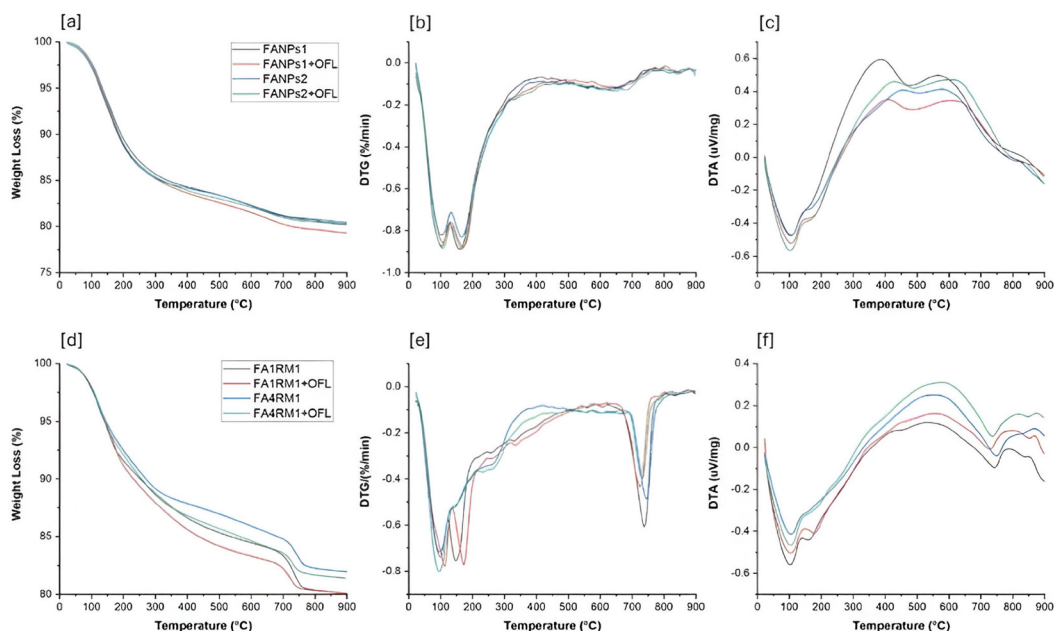 [a]
Weight Loss (%)
100
95
90
85
80
75
FANPs1
FANPs1+OFL
FANPs2
FANPs2+OFL
0 100 200 300 400 500 600 700 800 900
Temperature (°C)
[b]
DTG (%/min)
0.0
-0.2
-0.4
-0.6
-0.8
-1.0
0 100 200 300 400 500 600 700 800 900
Temperature (°C)
[c]
DTA (uV/mg)
0.6
0.4
0.2
0.0
-0.2
-0.4
-0.6
0 100 200 300 400 500 600 700 800 900
Temperature (°C)
[d]
Weight Loss (%)
100
95
90
85
80
FA1RM1
FA1RM1+OFL
FA4RM1
FA4RM1+OFL
0 100 200 300 400 500 600 700 800 900
Temperature (°C)
[e]
DTG/(%/min)
0.0
-0.2
-0.4
-0.6
-0.8
0 100 200 300 400 500 600 700 800 900
Temperature (°C)
[f]
DTA (uV/mg)
0.4
0.2
0.0
-0.2
-0.4
-0.6
0 100 200 300 400 500 600 700 800 900
Temperature (°C)